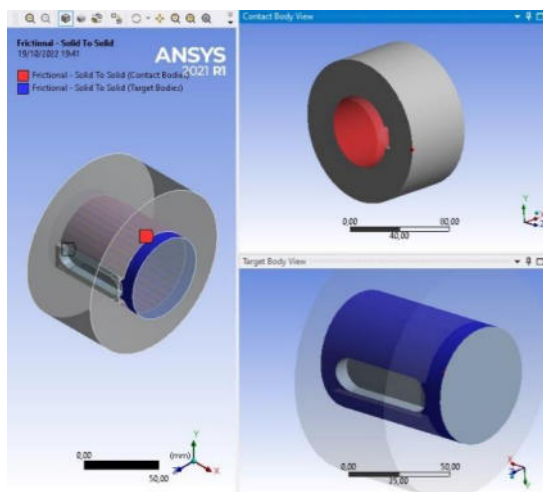 Frictional - Solid To Solid
19/10/2022 19:41
Frictional - Solid To Solid (Contact Bodies)
Frictional - Solid To Solid (Target Bodies)
ANSYS
2021 R1
0,00
(mm)
50,00
Y
Z
X
Contact Body View
0,00
80,00
40,00
Y
X
Z
Target Body View
0,00
50,00
25,00
X
Z
Y